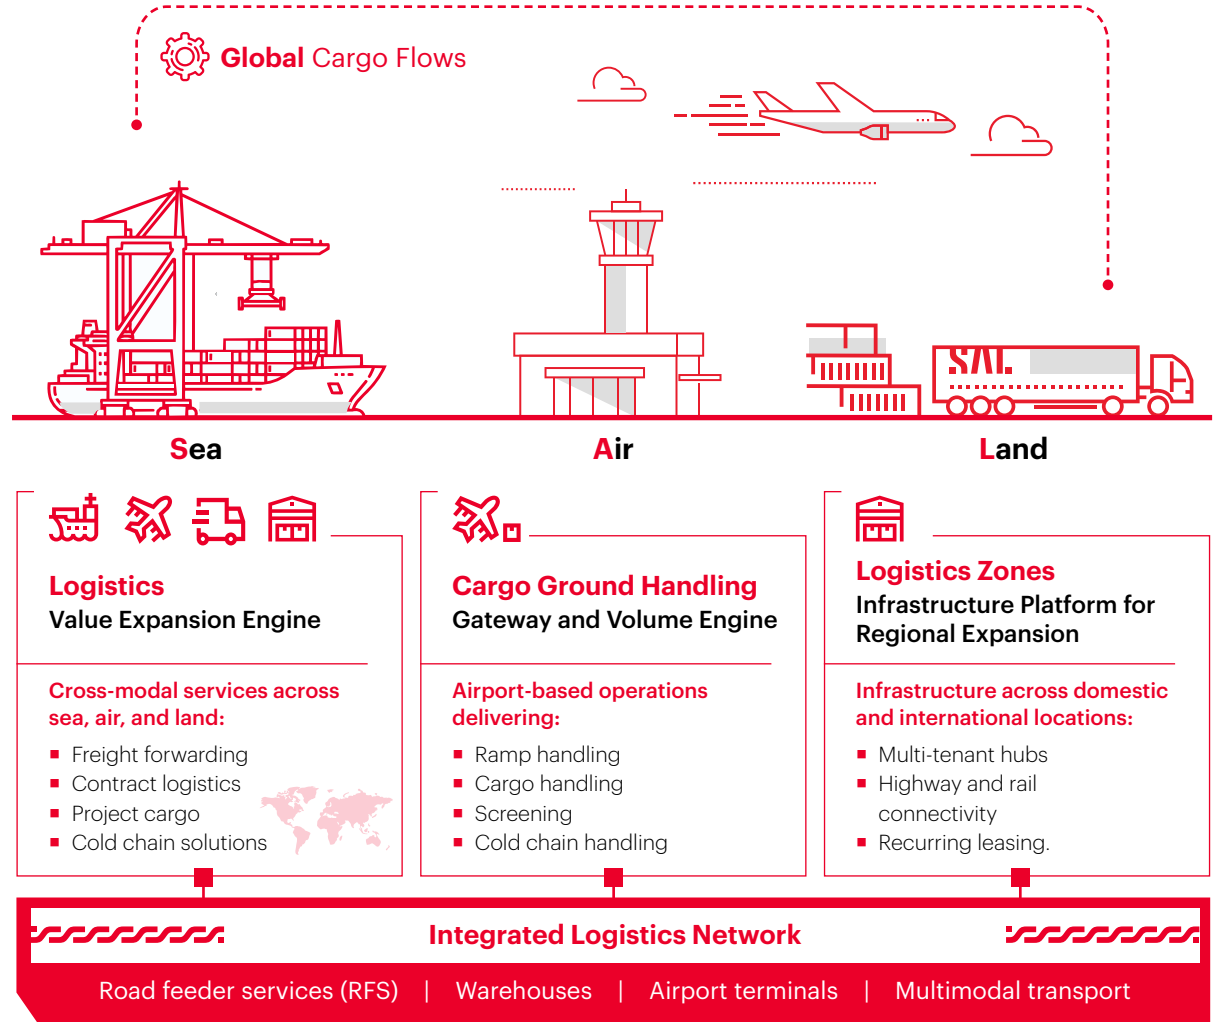 Global Cargo Flows
SAL
Sea
Air
Land
Logistics
Value Expansion Engine
Cross-modal services across
sea, air, and land:
Freight forwarding
Contract logistics
Project cargo
Cold chain solutions
Cargo Ground Handling
Gateway and Volume Engine
Airport-based operations
delivering:
Ramp handling
Cargo handling
Screening
Cold chain handling
Logistics Zones
Infrastructure Platform for
Regional Expansion
Infrastructure across domestic
and international locations:
Multi-tenant hubs
Highway and rail
connectivity
Recurring leasing.
Integrated Logistics Network
Road feeder services (RFS) | Warehouses | Airport terminals | Multimodal transport